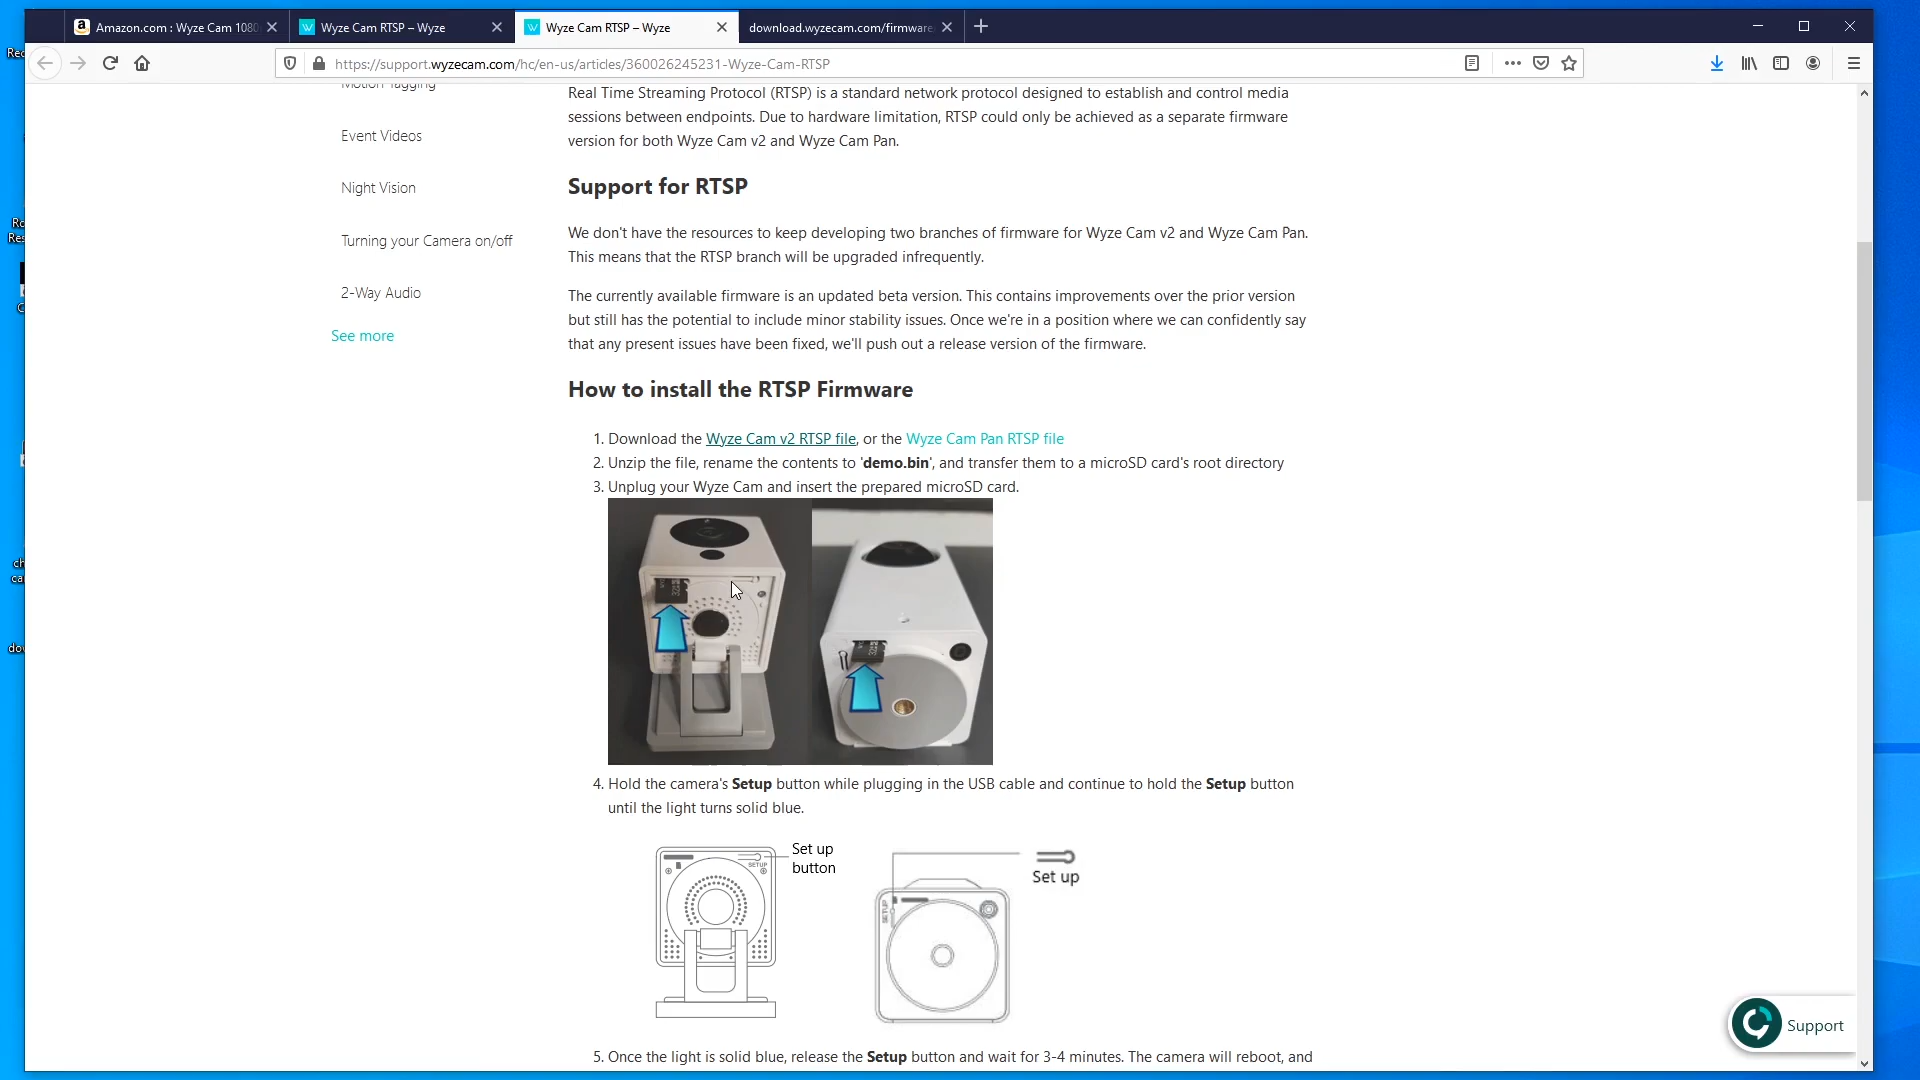 Amazon.com : Wyze Cam 1080
Wyze Cam RTSP – Wyze
Wyze Cam RTSP – Wyze
download.wyzecam.com/firmware
https://support.wyzecam.com/hc/en-us/articles/360026245231-Wyze-Cam-RTSP
Motion Tagging
Event Videos
Night Vision
Turning your Camera on/off
2-Way Audio
See more
Real Time Streaming Protocol (RTSP) is a standard network protocol designed to establish and control media
sessions between endpoints. Due to hardware limitation, RTSP could only be achieved as a separate firmware
version for both Wyze Cam v2 and Wyze Cam Pan.
Support for RTSP
We don't have the resources to keep developing two branches of firmware for Wyze Cam v2 and Wyze Cam Pan.
This means that the RTSP branch will be upgraded infrequently.
The currently available firmware is an updated beta version. This contains improvements over the prior version
but still has the potential to include minor stability issues. Once we're in a position where we can confidently say
that any present issues have been fixed, we'll push out a release version of the firmware.
How to install the RTSP Firmware
1. Download the Wyze Cam v2 RTSP file, or the Wyze Cam Pan RTSP file
2. Unzip the file, rename the contents to 'demo.bin', and transfer them to a microSD card's root directory
3. Unplug your Wyze Cam and insert the prepared microSD card.
4. Hold the camera's Setup button while plugging in the USB cable and continue to hold the Setup button
until the light turns solid blue.
Set up
button
SETUP
Set up
SETUP
5. Once the light is solid blue, release the Setup button and wait for 3-4 minutes. The camera will reboot, and
Support